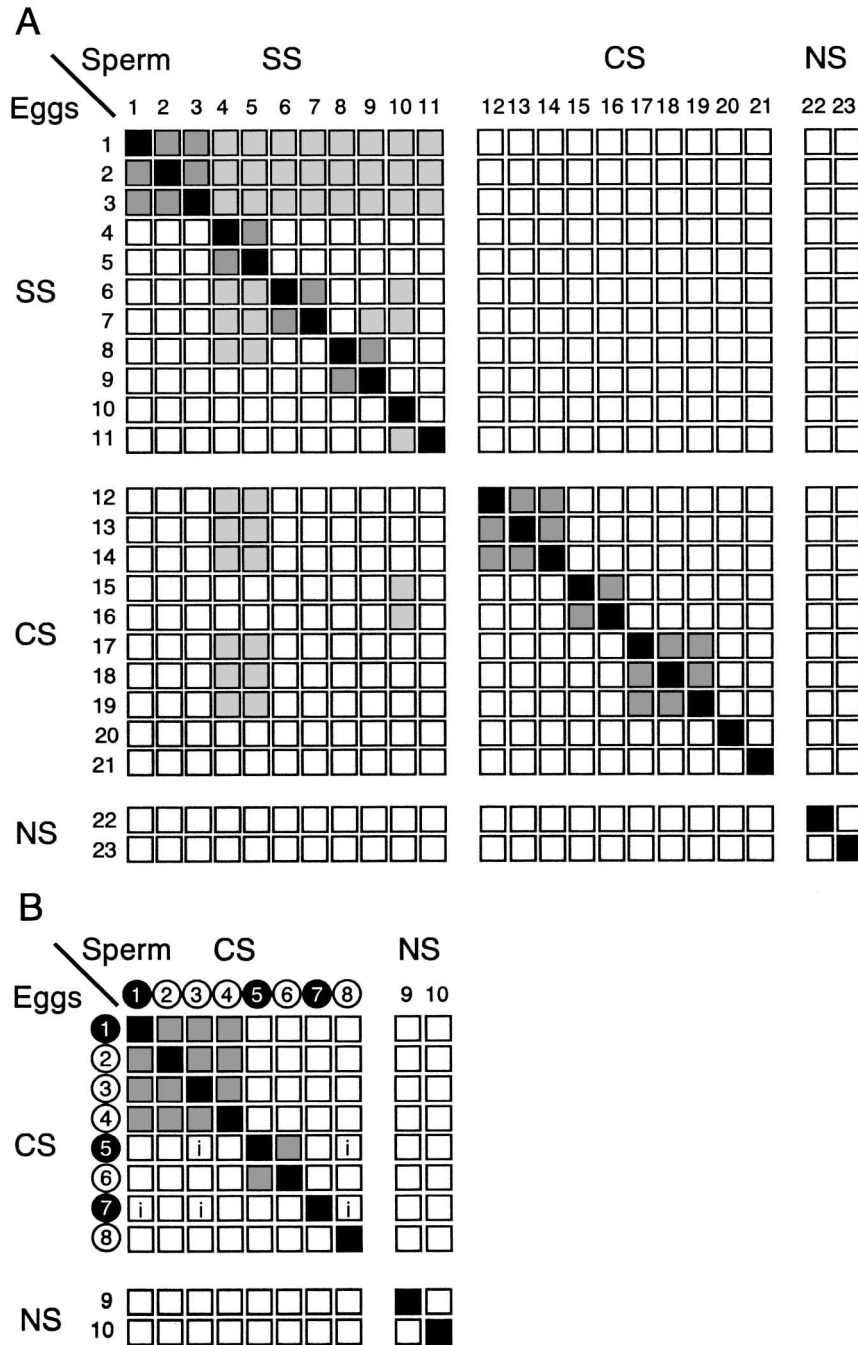 A
Sperm SS CS NS
Eggs 1 2 3 4 5 6 7 8 9 10 11 12 13 14 15 16 17 18 19 20 21 22 23
1
2
3
4
5
SS
6
7
8
9
10
11
12
13
14
15
16
CS
17
18
19
20
21
NS
22
23
B
Sperm CS NS
Eggs 1 2 3 4 5 6 7 8 9 10
1
2
3
4
CS
5 i i
6
7 i i i
8
NS
9
10